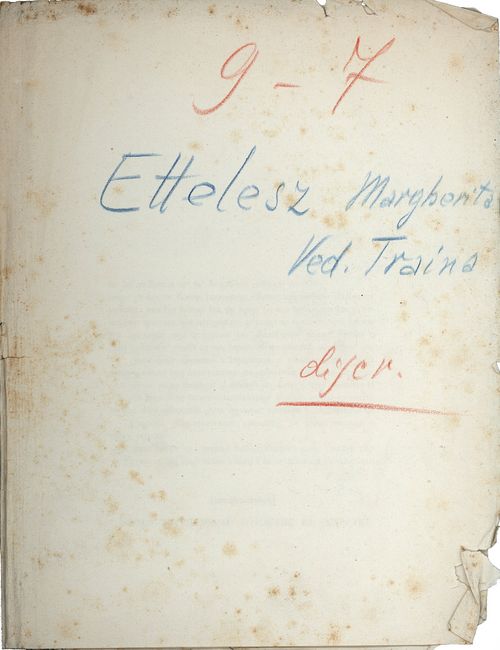 9 - 7
Ettelesz Margherita
Ved. Traina